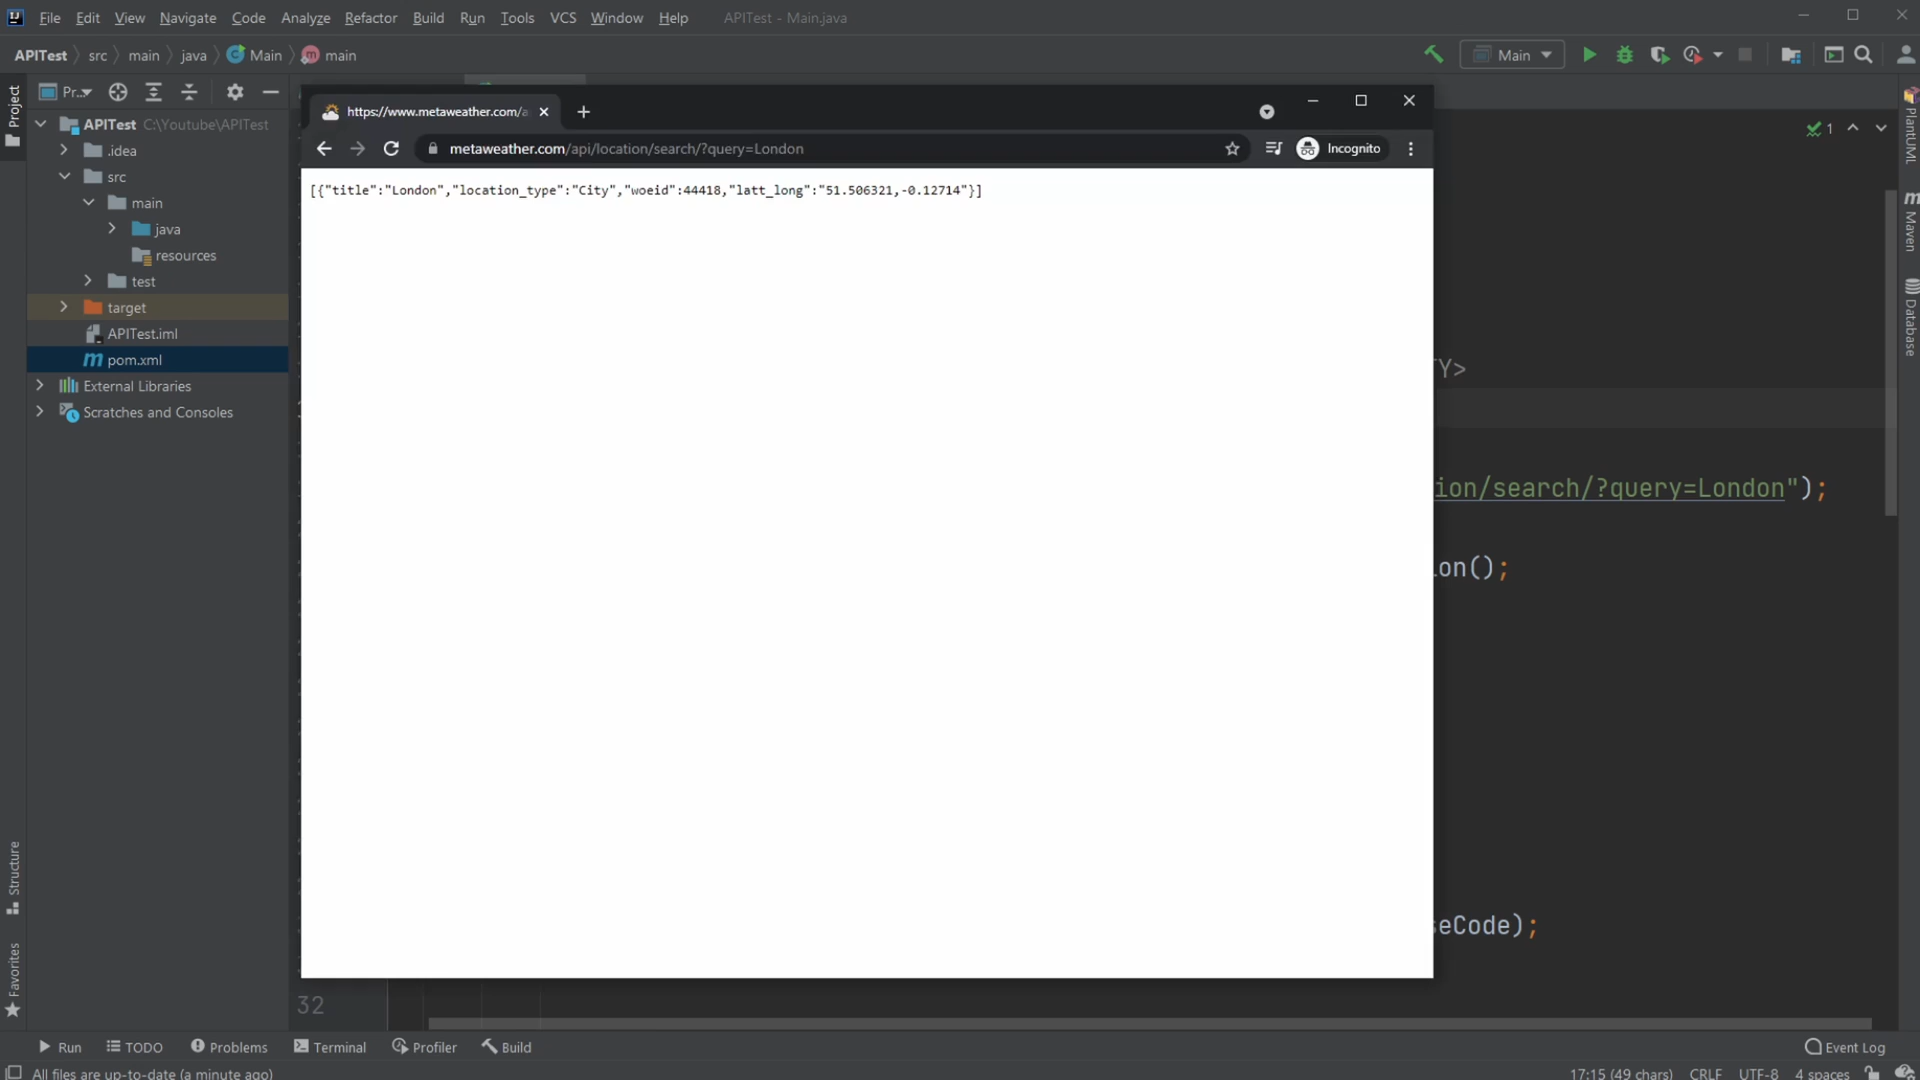 File Edit View Navigate Code Analyze Refactor Build Run Tools VCS Window Help APITest - Main.java
APITest src main java Main main
Main
Project
Pr...
APITest C:\Youtube\APITest
.idea
src
main
java
resources
test
target
APITest.iml
pom.xml
External Libraries
Scratches and Consoles
https://www.metaweather.com/a
metaweather.com/api/location/search/?query=London
Incognito
[{"title":"London","location_type":"City","woeid":44418,"latt_long":"51.506321,-0.12714"}]
1
PlantUML
Maven
Database
Y>
ion/search/?query=London");
on();
seCode);
32
Structure
Favorites
Run TODO Problems Terminal Profiler Build Event Log
All files are up-to-date (a minute ago) 17:15 (49 chars) CRLF UTF-8 4 spaces